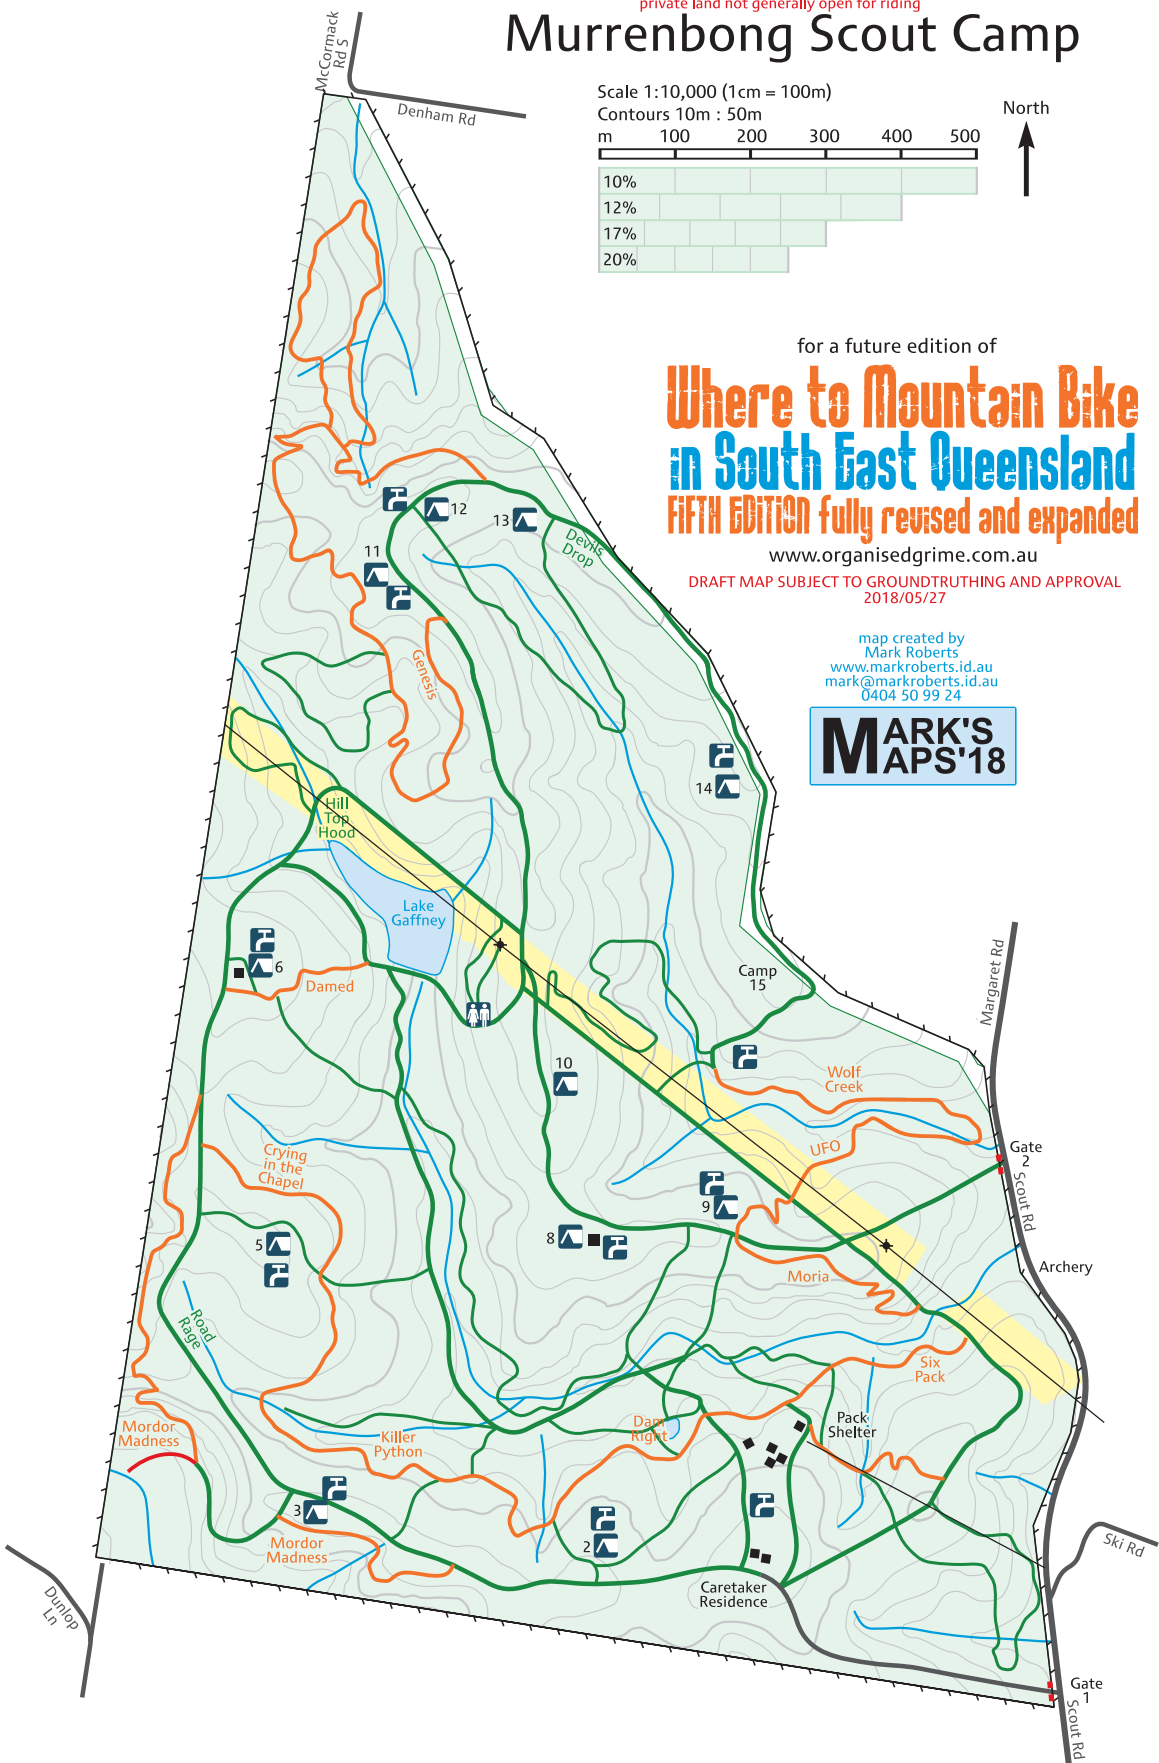 private land not generally open for riding
Murrenbong Scout Camp
McCormack
Rd S
Denham Rd
Scale 1:10,000 (1cm = 100m)
Contours 10m : 50m
m 100 200 300 400 500
10%
12%
17%
20%
North
for a future edition of
Where to Mountain Bike
in South East Queensland
FIFTH EDITION fully revised and expanded
www.organisedgrime.com.au
DRAFT MAP SUBJECT TO GROUNDTRUTHING AND APPROVAL
2018/05/27
map created by
Mark Roberts
www.markroberts.id.au
mark@markroberts.id.au
0404 50 99 24
MARK'S
MAPS'18
12
13
Devils
Drop
11
Genesis
14
Hill
Top
Hood
Lake
Gaffney
6
Damed
Camp
15
Margaret Rd
10
Wolf
Creek
UFO
Gate
2
Scout Rd
Crying
in the
Chapel
9
8
5
Archery
Moria
Road
Rage
Six
Pack
Mordor
Madness
Killer
Python
Dam
Right
Pack
Shelter
3
Mordor
Madness
2
Ski Rd
Caretaker
Residence
Dunlop
Ln
Gate
1
Scout Rd